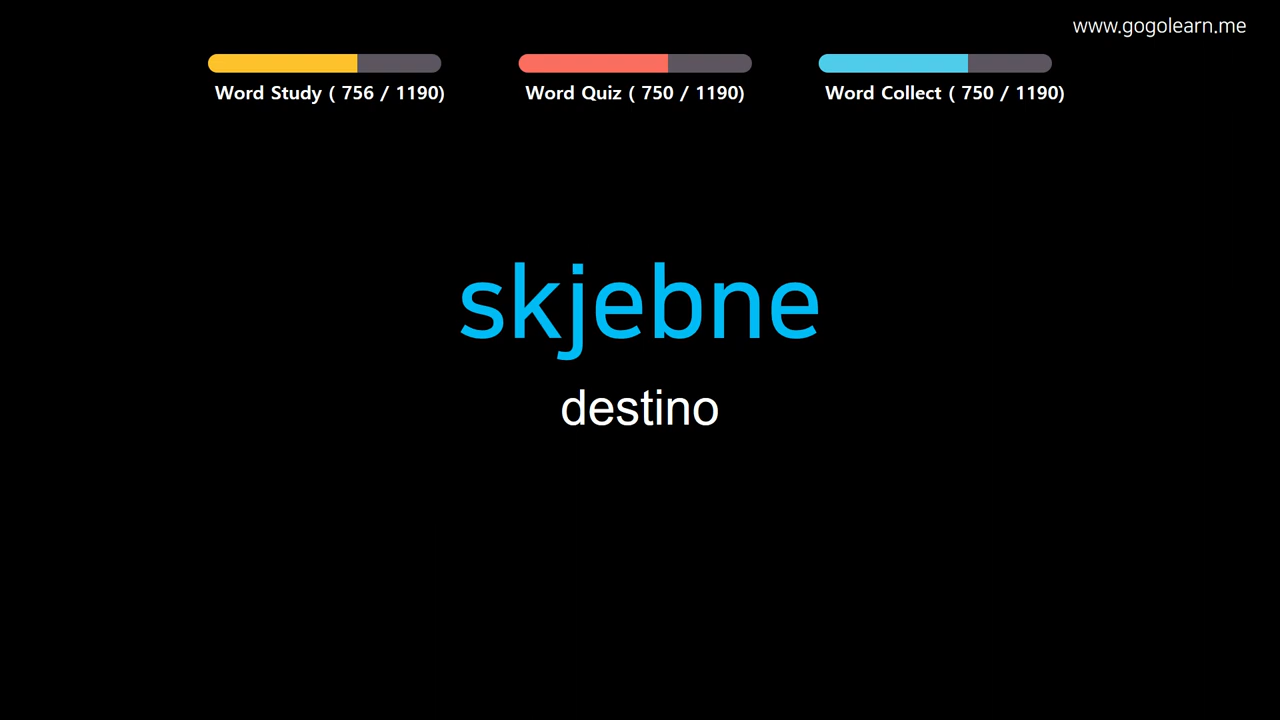 www.gogolearn.me
Word Study ( 756 / 1190)
Word Quiz ( 750 / 1190)
Word Collect ( 750 / 1190)
skjebne
destino